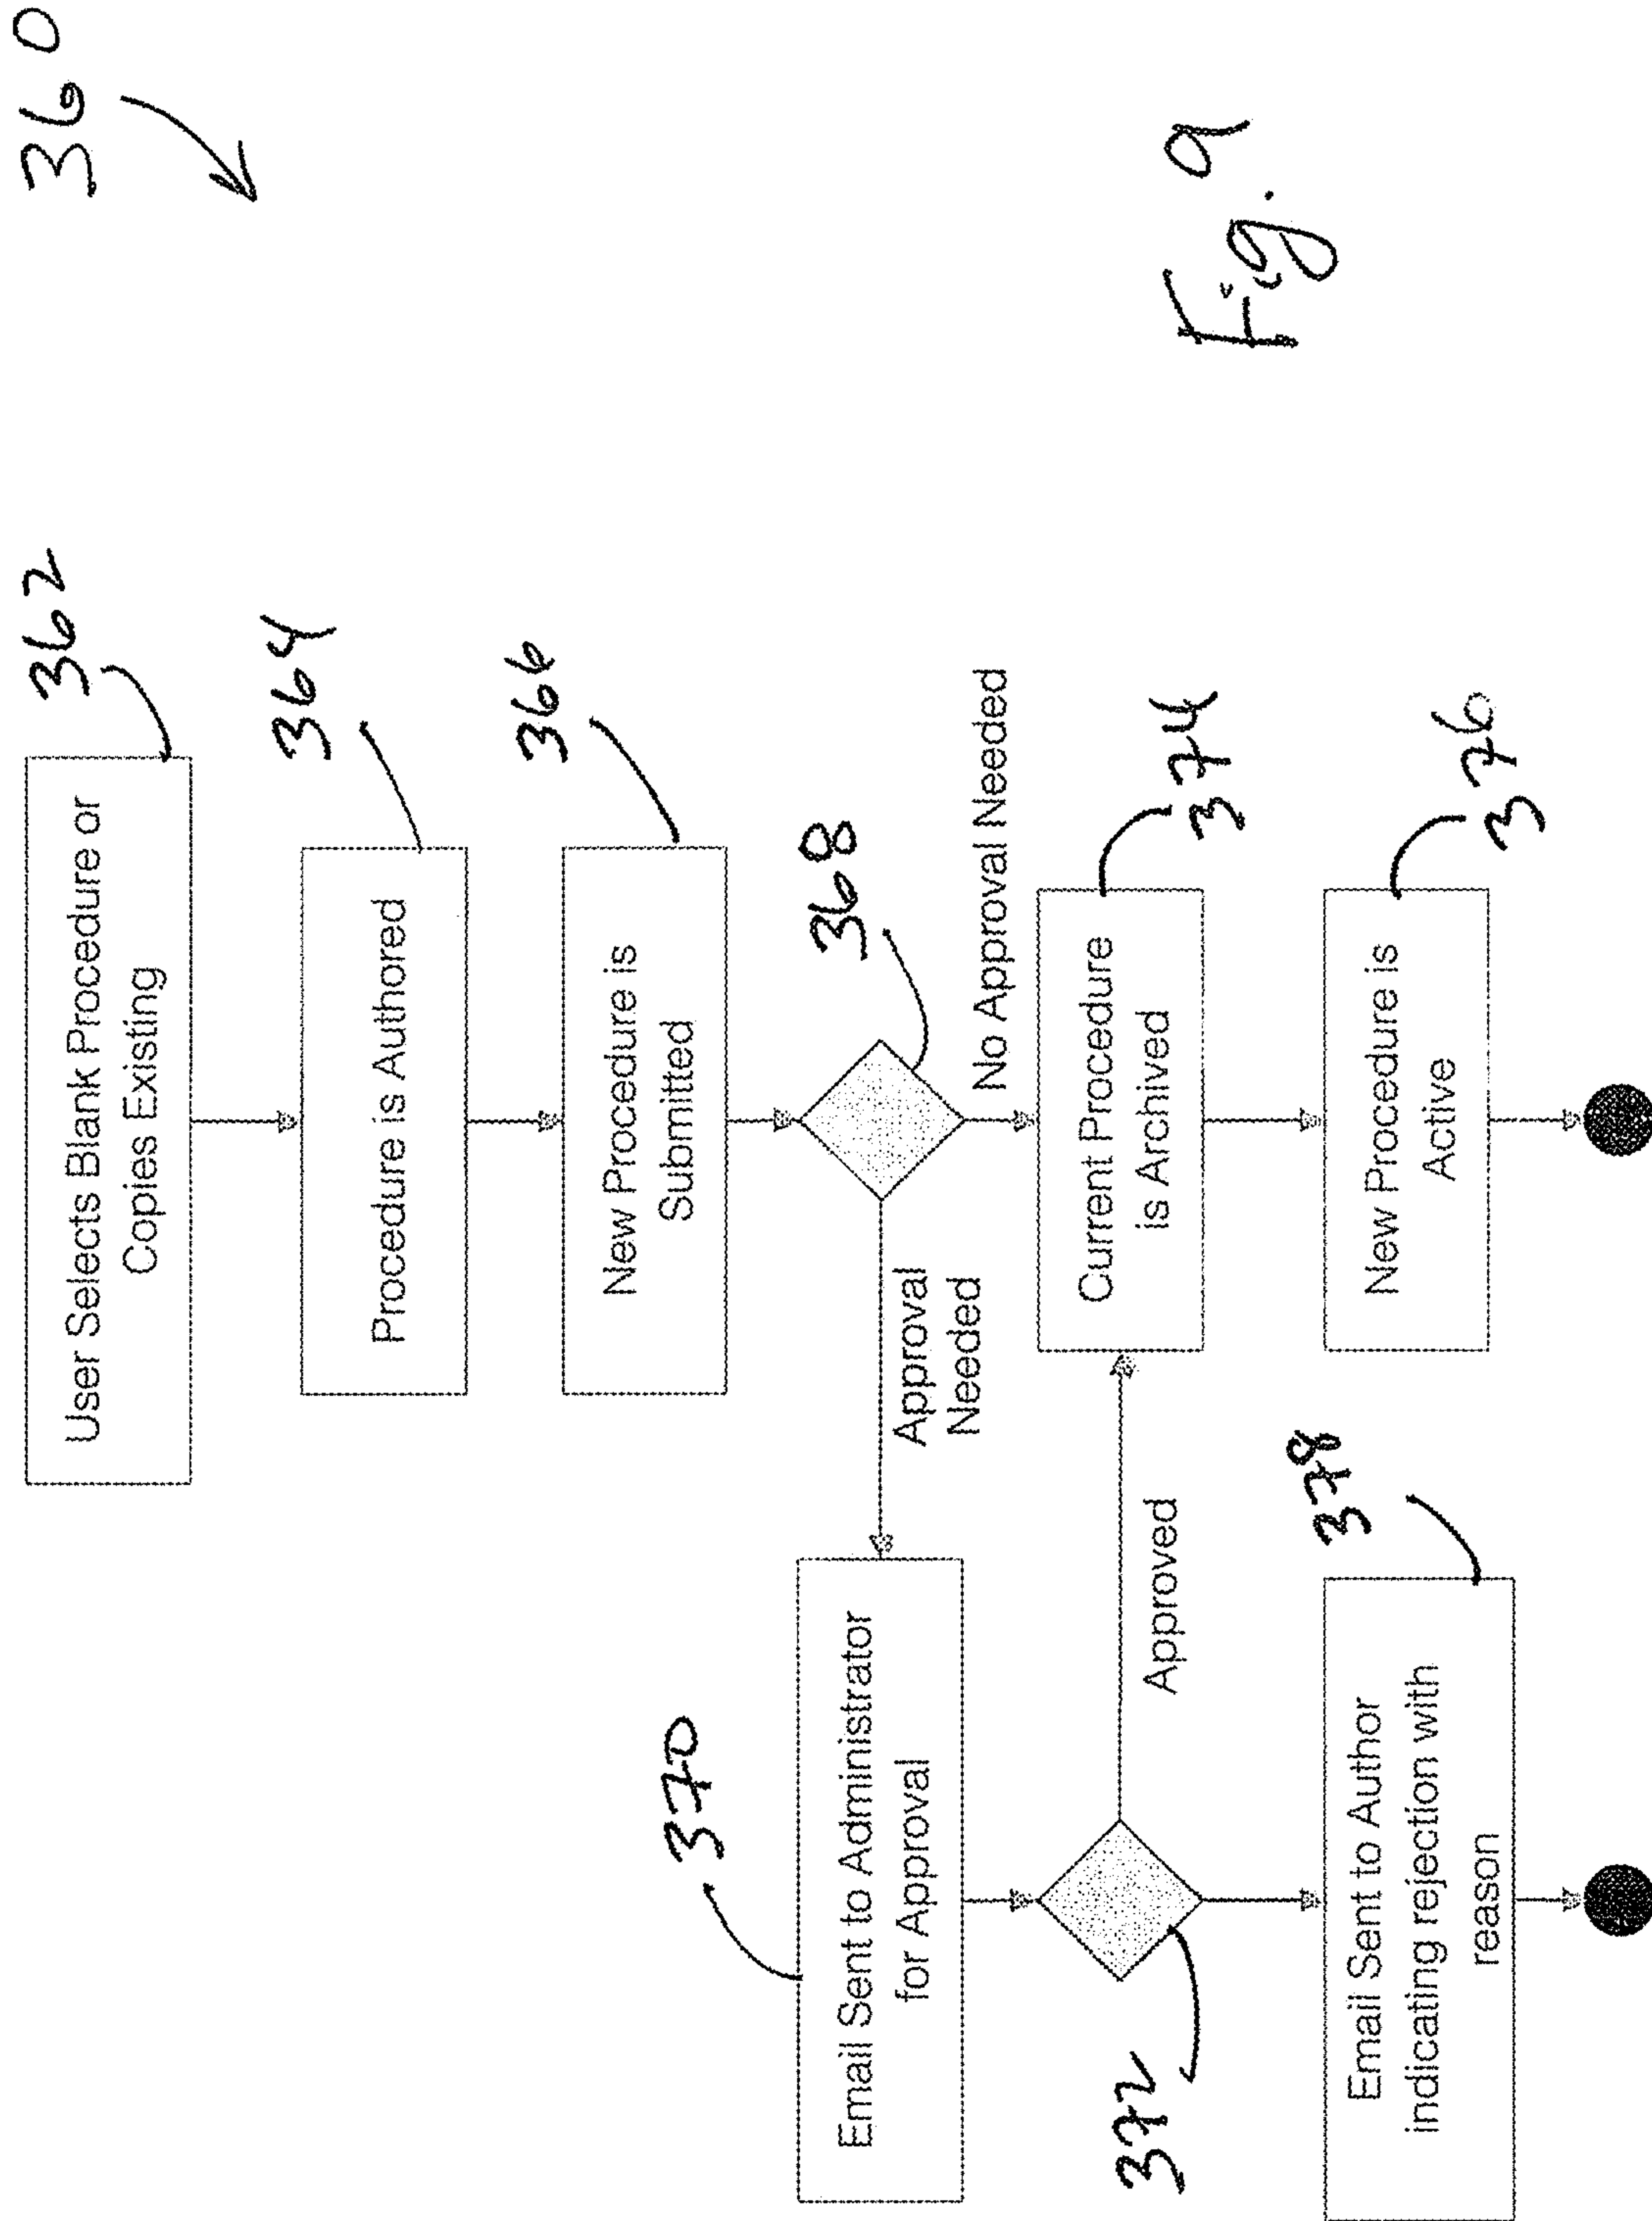 360
362
User Selects Blank Procedure or
Copies Existing
364
Procedure is Authored
366
New Procedure is
Submitted
368
Approval
Needed
No Approval Needed
370
Email Sent to Administrator
for Approval
372
Approved
374
Current Procedure
is Archived
376
New Procedure is
Active
378
Email Sent to Author
indicating rejection with
reason
Fig. 9